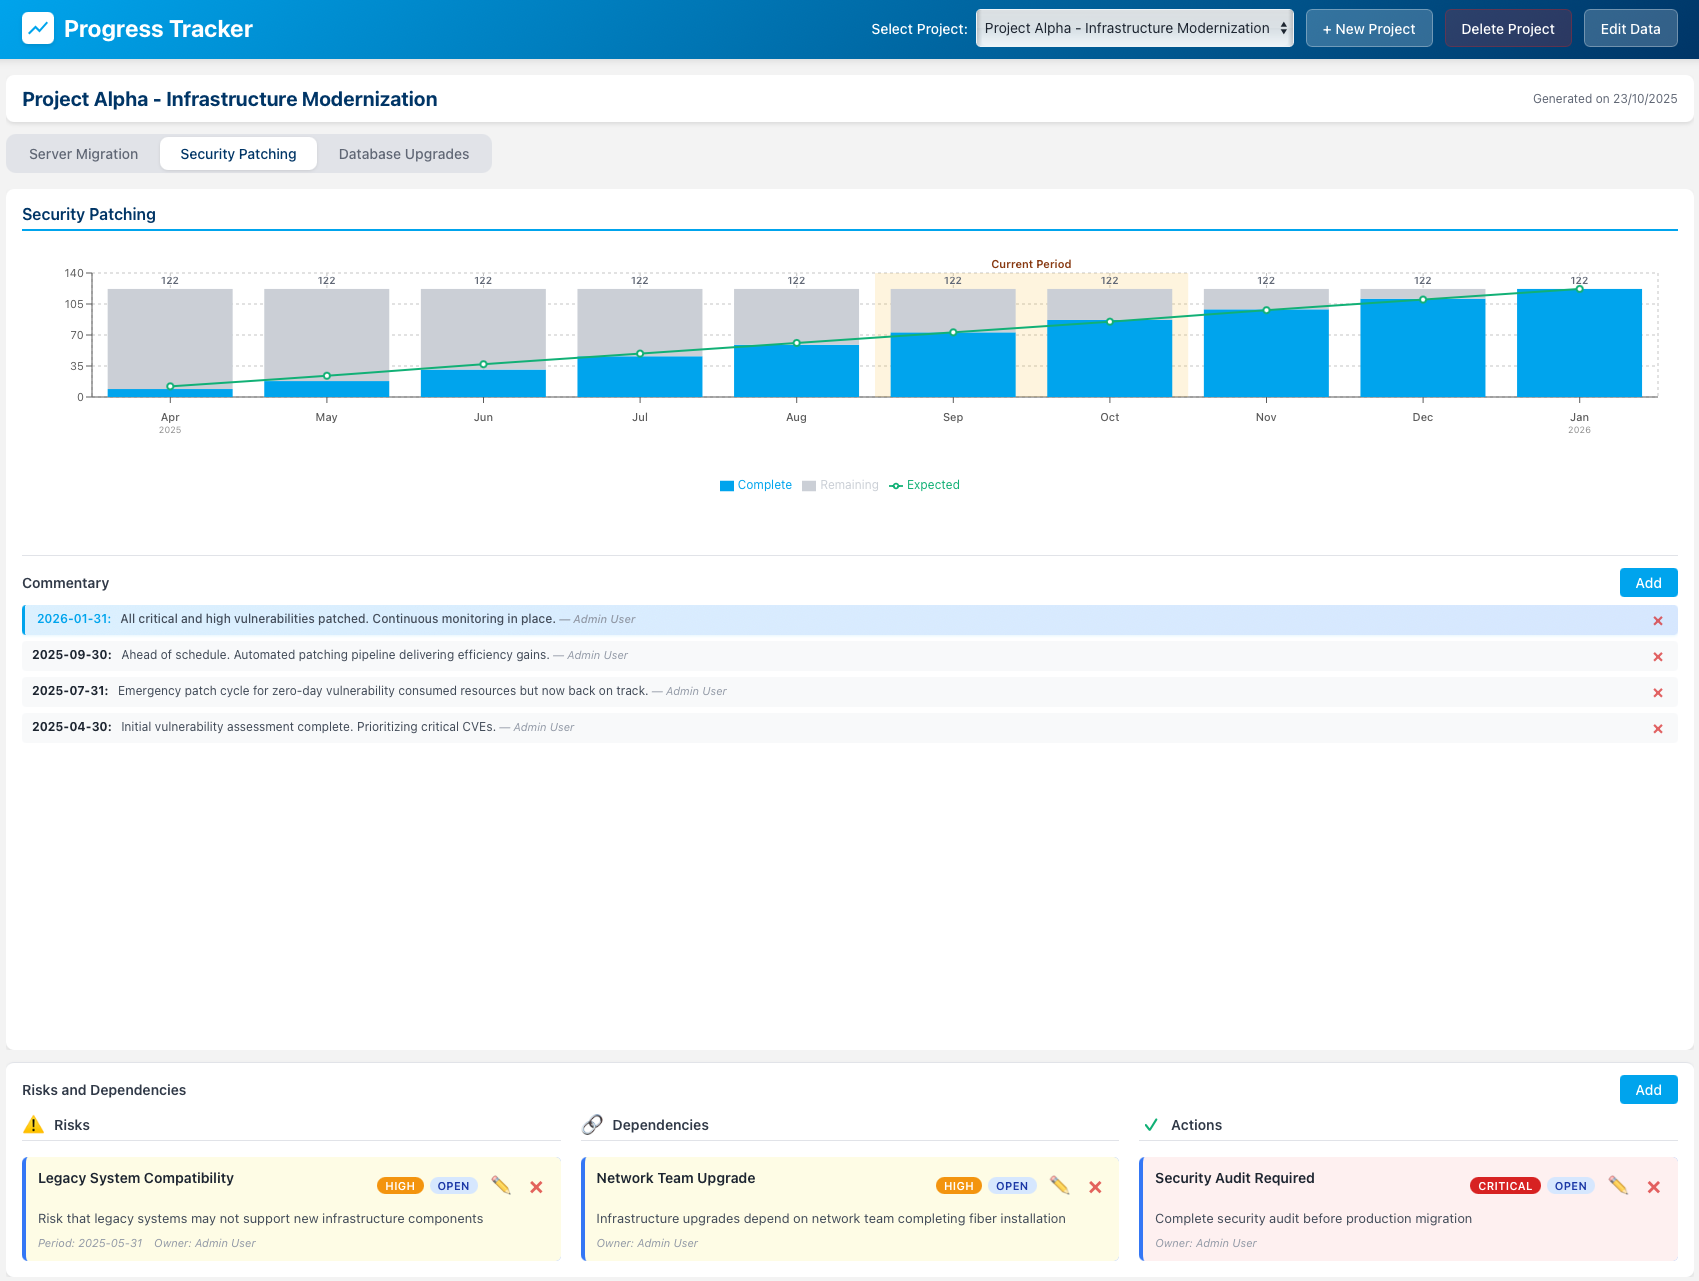 Progress Tracker
Select Project: Project Alpha - Infrastructure Modernization + New Project Delete Project Edit Data
Project Alpha - Infrastructure Modernization
Generated on 23/10/2025
Server Migration Security Patching Database Upgrades
Security Patching
Current Period
140
122 122 122 122 122 122 122 122 122 122
105
70
35
0
Apr May Jun Jul Aug Sep Oct Nov Dec Jan
2025 2026
Complete Remaining Expected
Commentary Add
2026-01-31: All critical and high vulnerabilities patched. Continuous monitoring in place. — Admin User
2025-09-30: Ahead of schedule. Automated patching pipeline delivering efficiency gains. — Admin User
2025-07-31: Emergency patch cycle for zero-day vulnerability consumed resources but now back on track. — Admin User
2025-04-30: Initial vulnerability assessment complete. Prioritizing critical CVEs. — Admin User
Risks and Dependencies Add
Risks
Legacy System Compatibility HIGH OPEN
Risk that legacy systems may not support new infrastructure components
Period: 2025-05-31 Owner: Admin User
Dependencies
Network Team Upgrade HIGH OPEN
Infrastructure upgrades depend on network team completing fiber installation
Owner: Admin User
Actions
Security Audit Required CRITICAL OPEN
Complete security audit before production migration
Owner: Admin User